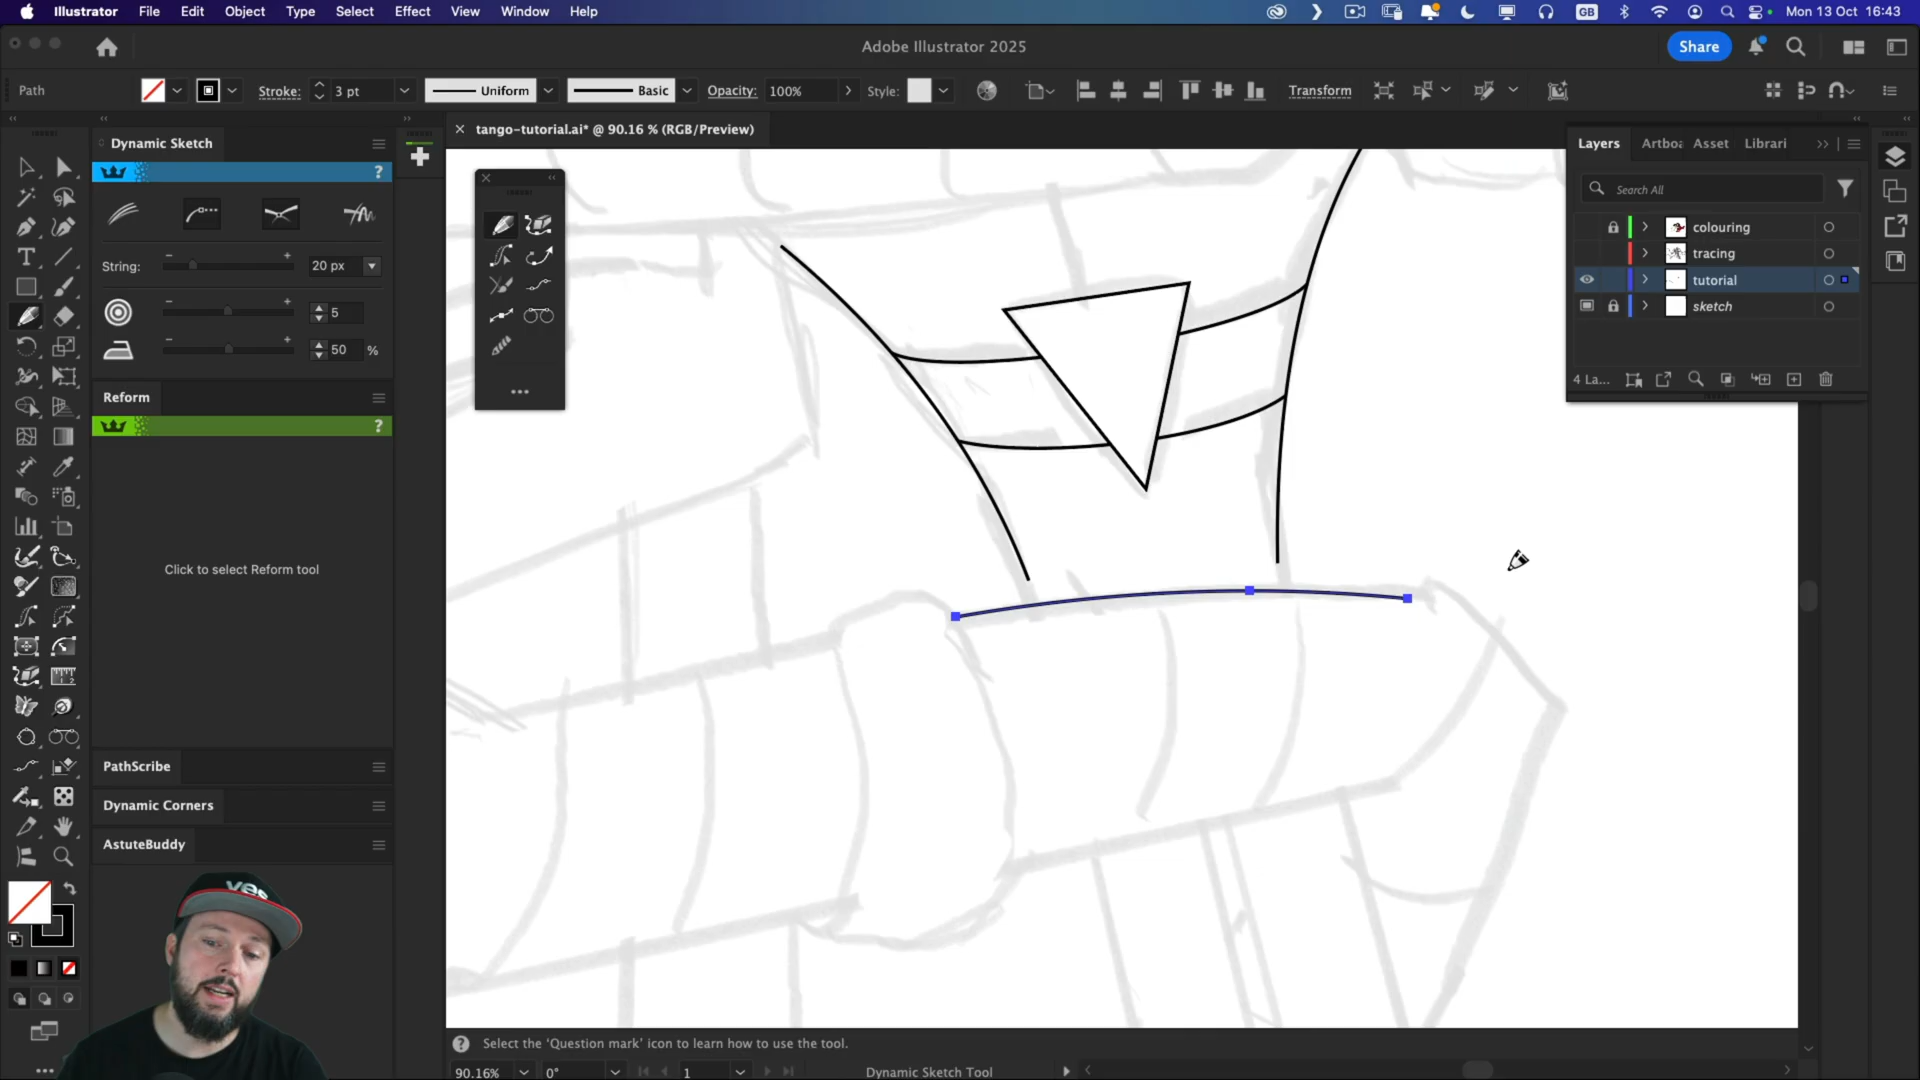 Illustrator File Edit Object Type Select Effect View Window Help
GB
Mon 13 Oct 16:43
Adobe Illustrator 2025
Share
Path
Stroke: 3 pt
Uniform
Basic
Opacity: 100%
Style:
Transform
Dynamic Sketch
?
String: 20 px
5
50 %
Reform
?
Click to select Reform tool
PathScribe
Dynamic Corners
AstuteBuddy
tango-tutorial.ai* @ 90.16 % (RGB/Preview)
Layers Artboa Asset Librari
Search All
colouring
tracing
tutorial
sketch
4 La...
yes
Select the 'Question mark' icon to learn how to use the tool.
90.16% 0° 1 Dynamic Sketch Tool